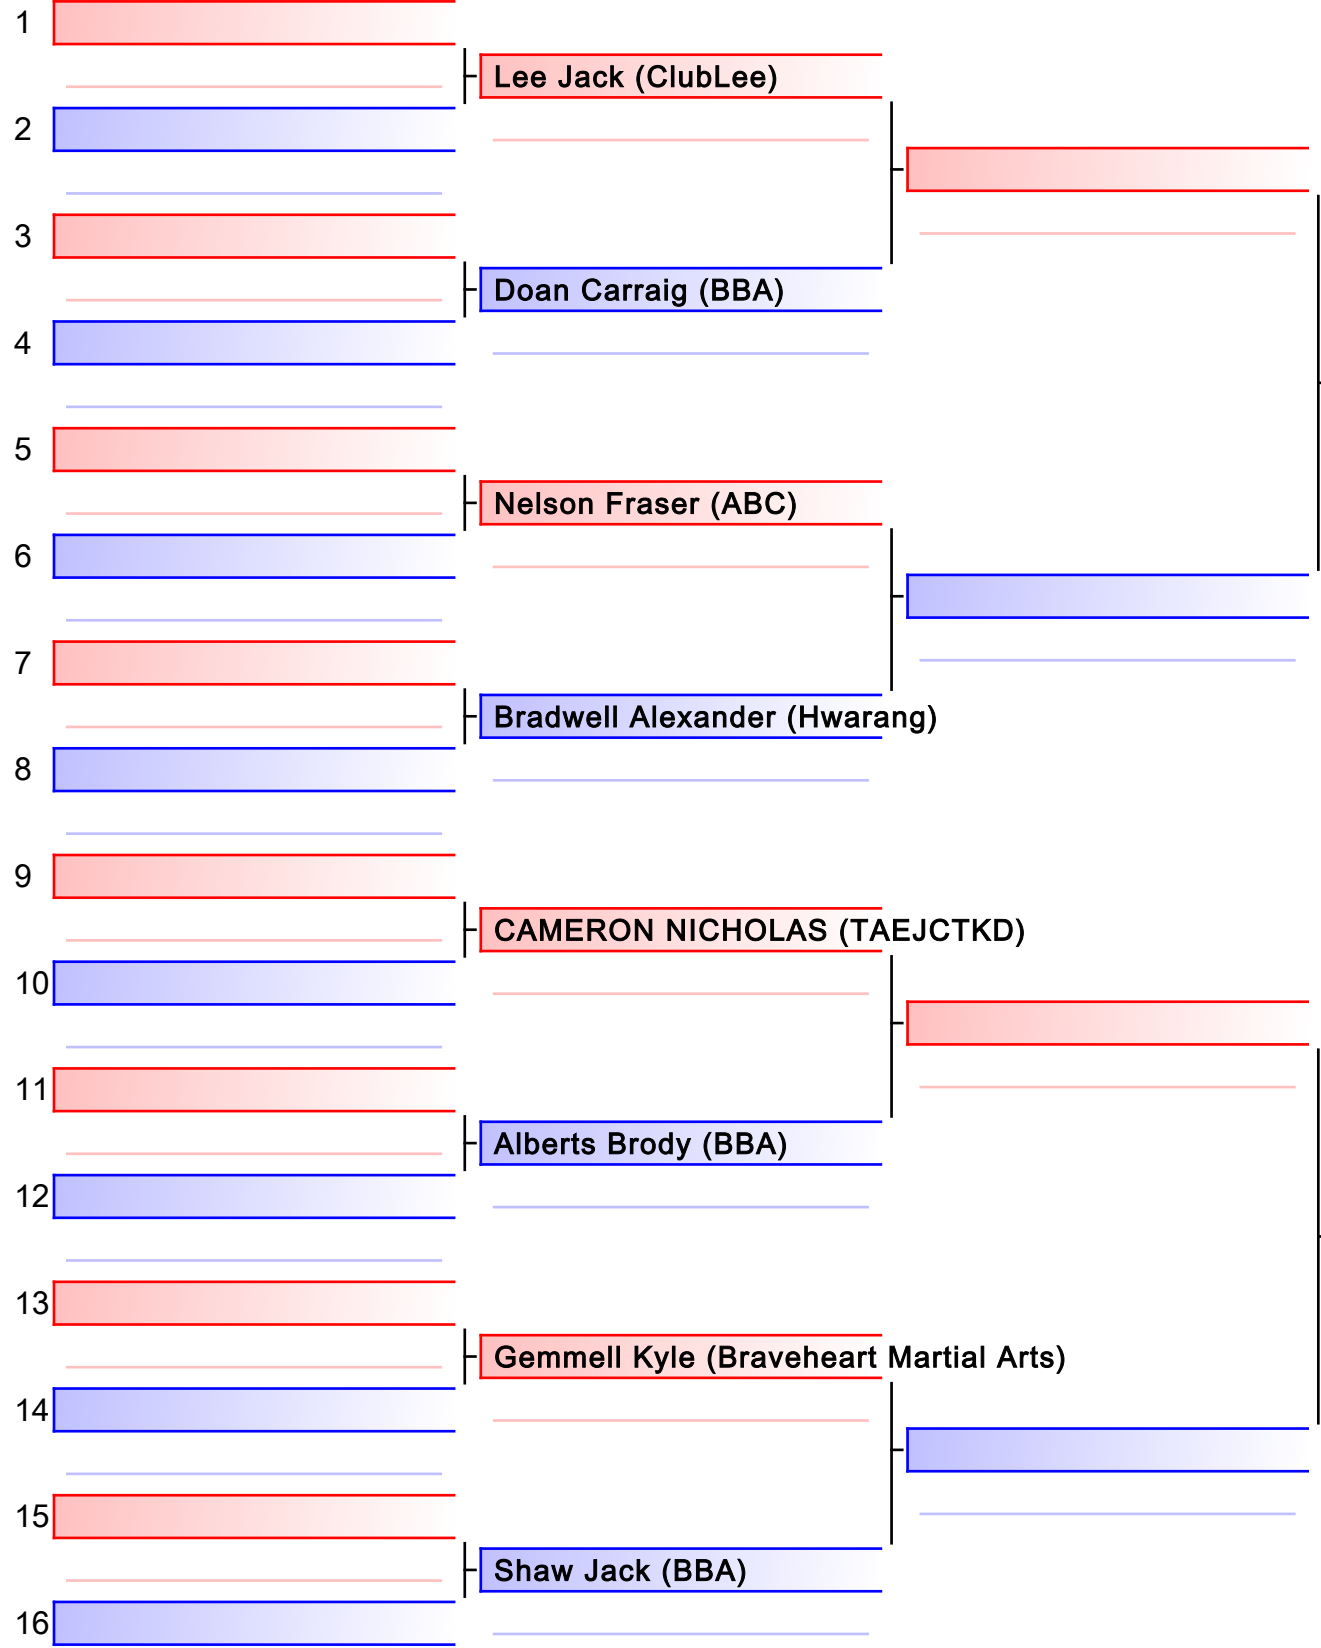 1
Lee Jack (ClubLee)
2
3
Doan Carraig (BBA)
4
5
Nelson Fraser (ABC)
6
7
Bradwell Alexander (Hwarang)
8
9
CAMERON NICHOLAS (TAEJCTKD)
10
11
Alberts Brody (BBA)
12
13
Gemmell Kyle (Braveheart Martial Arts)
14
15
Shaw Jack (BBA)
16